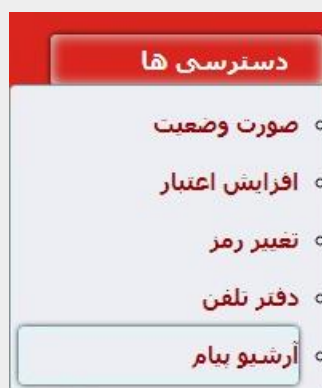 دسترسی ها
صورت وضعیت
افزایش اعتبار
تغییر رمز
دفتر تلفن
آرشیو پیام